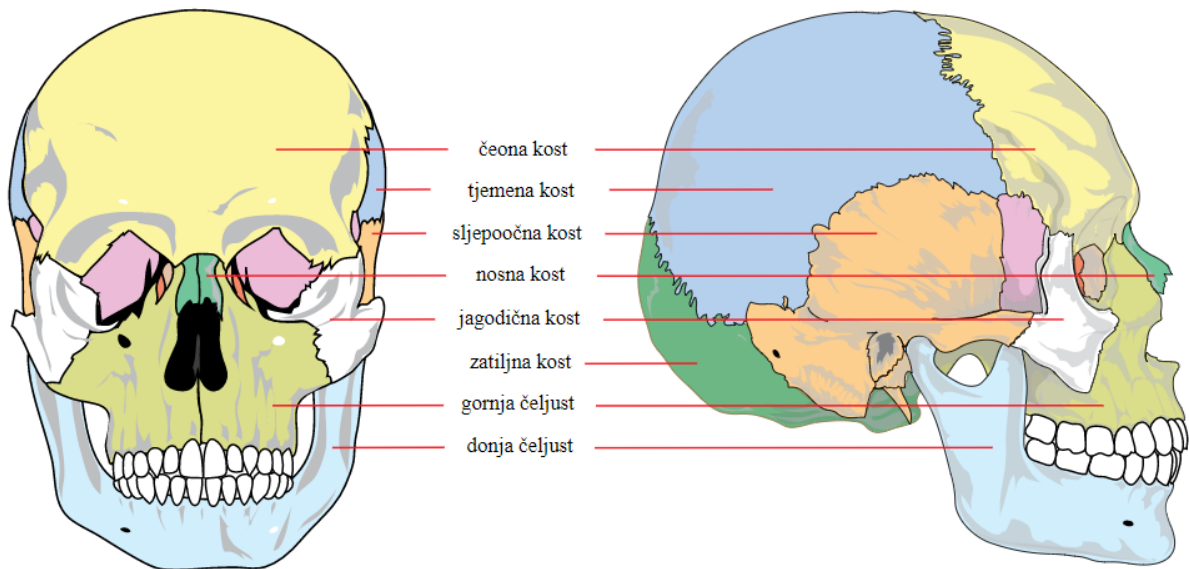 čeona kost
tjemena kost
sljepoočna kost
nosna kost
jagodična kost
zatiljna kost
gornja čeljust
donja čeljust